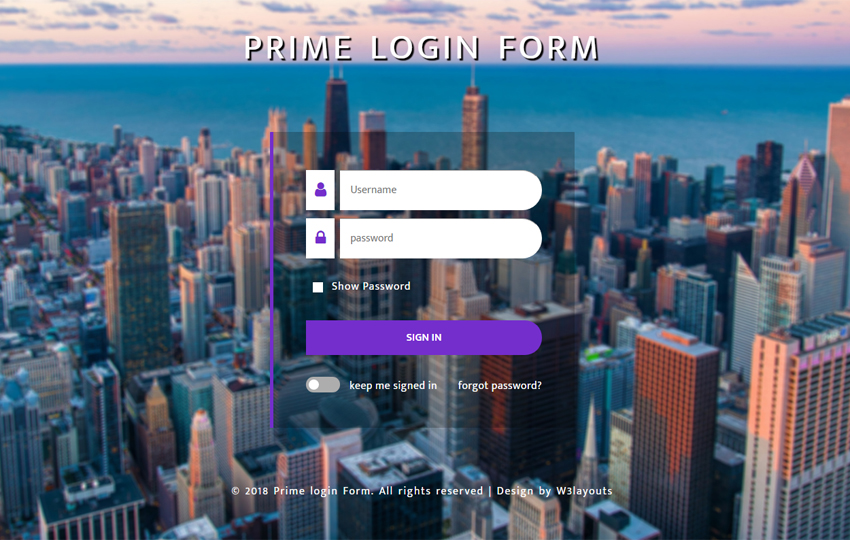 PRIME LOGIN FORM
Username
password
Show Password
SIGN IN
keep me signed in forgot password?
© 2018 Prime login Form. All rights reserved | Design by W3layouts